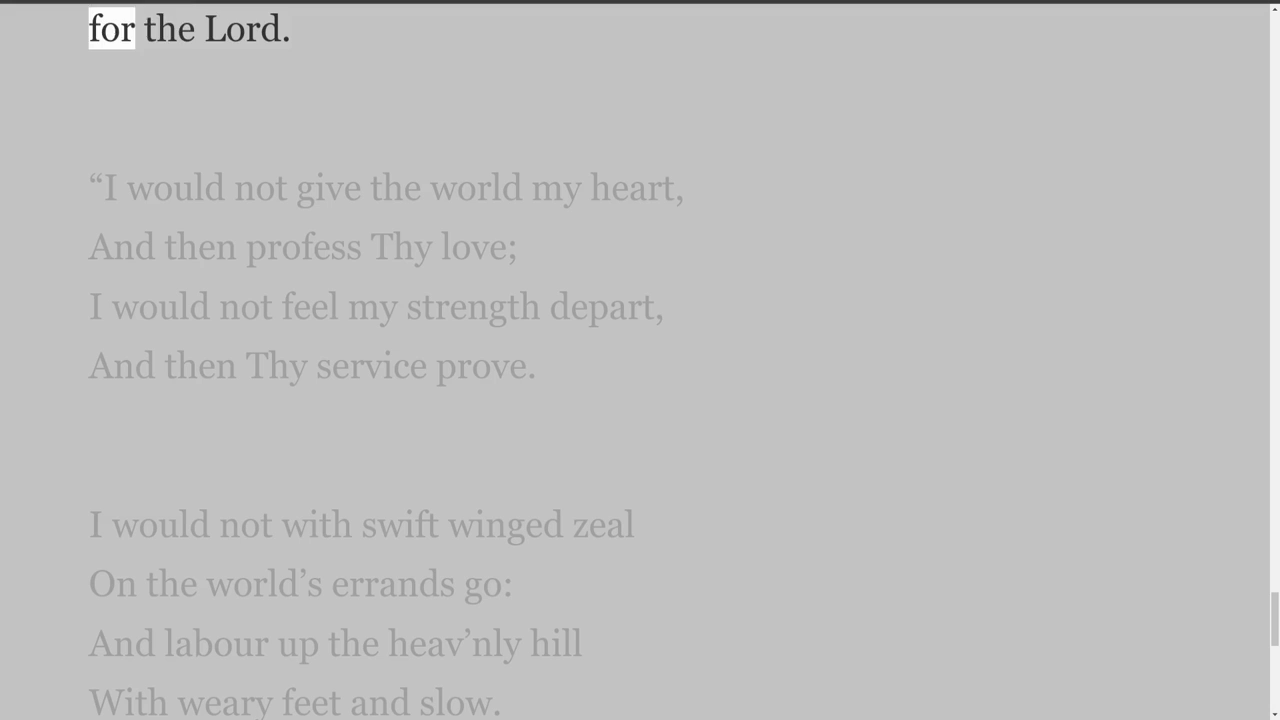 for the Lord.
“I would not give the world my heart,
And then profess Thy love;
I would not feel my strength depart,
And then Thy service prove.
I would not with swift winged zeal
On the world’s errands go:
And labour up the heav’nly hill
With weary feet and slow.